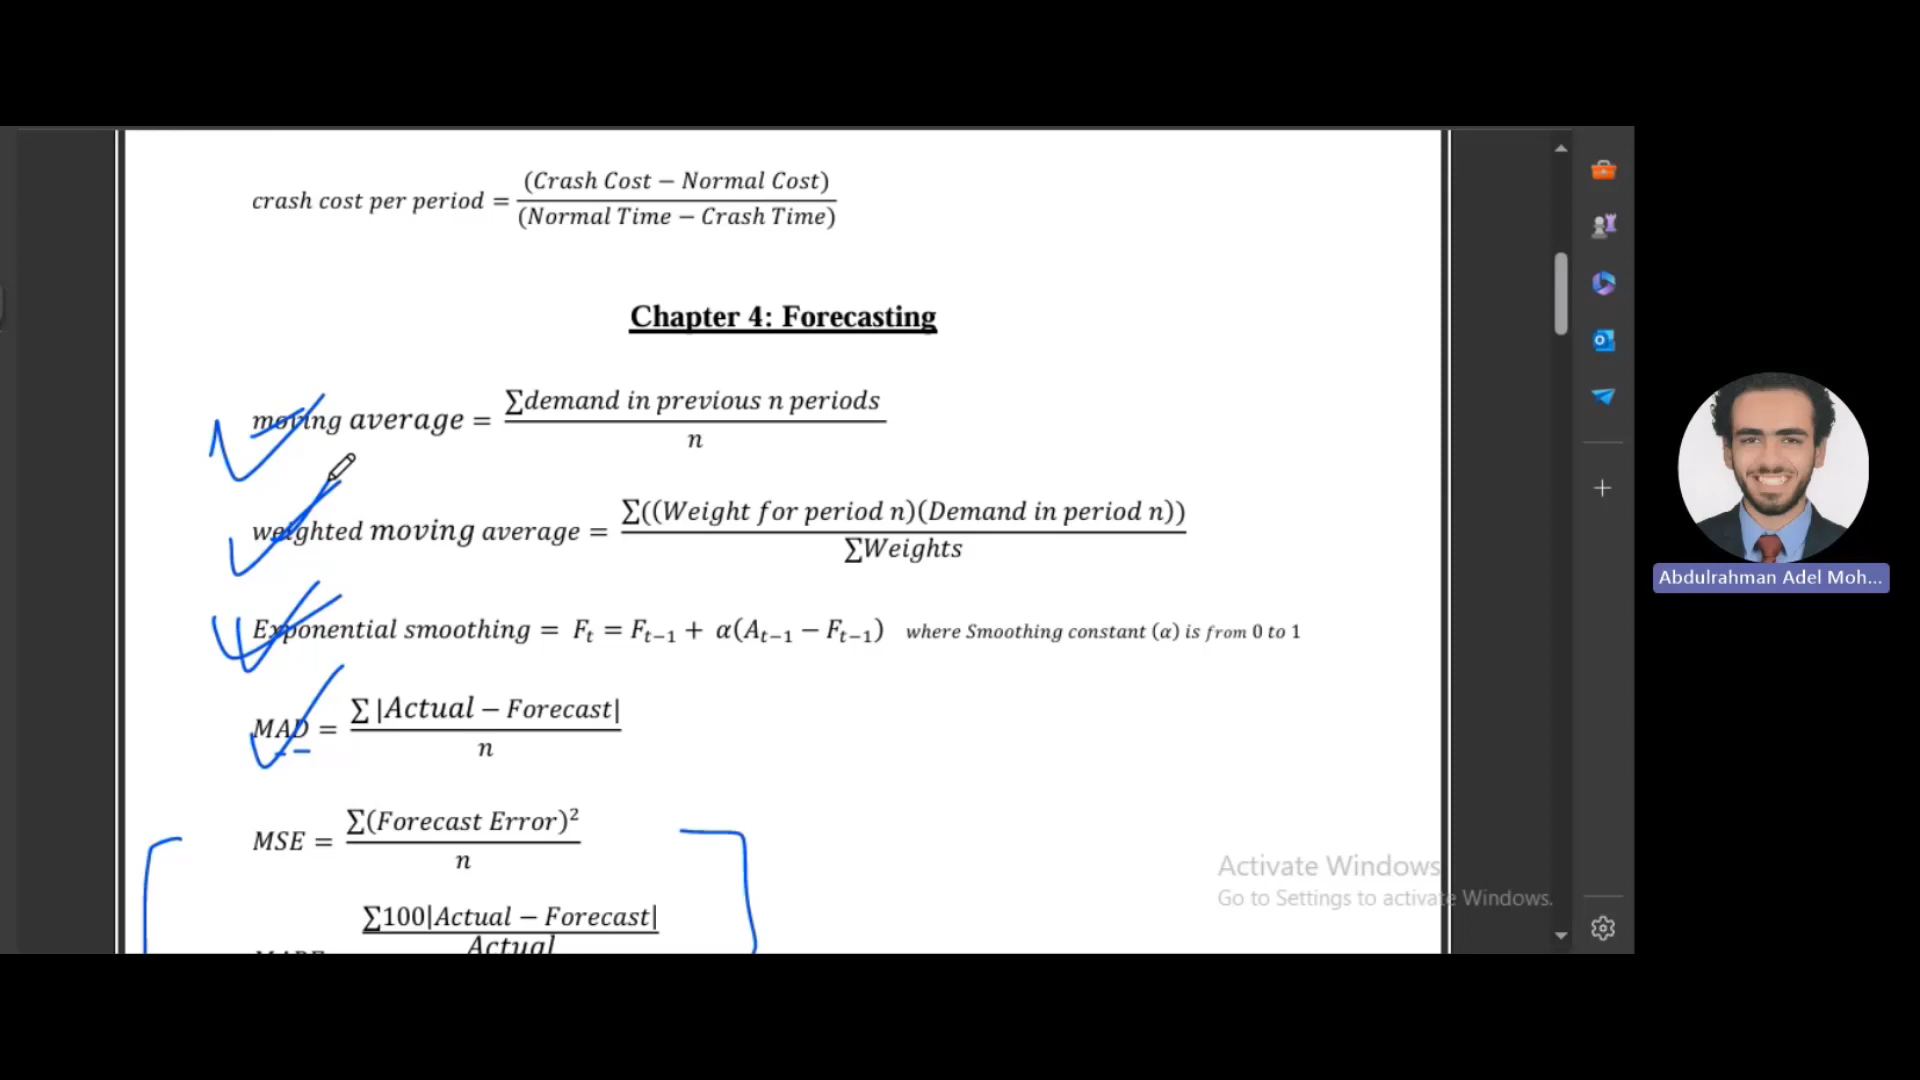 crash cost per period = (Crash Cost − Normal Cost) / (Normal Time − Crash Time)
Chapter 4: Forecasting
moving average = ∑demand in previous n periods / n
weighted moving average = ∑((Weight for period n)(Demand in period n)) / ∑Weights
Exponential smoothing = Fₜ = Fₜ₋₁ + α(Aₜ₋₁ − Fₜ₋₁) where Smoothing constant (α) is from 0 to 1
MAD = ∑|Actual − Forecast| / n
MSE = ∑(Forecast Error)² / n
∑100|Actual − Forecast| / Actual
Activate Windows
Go to Settings to activate Windows.
Abdulrahman Adel Moh...